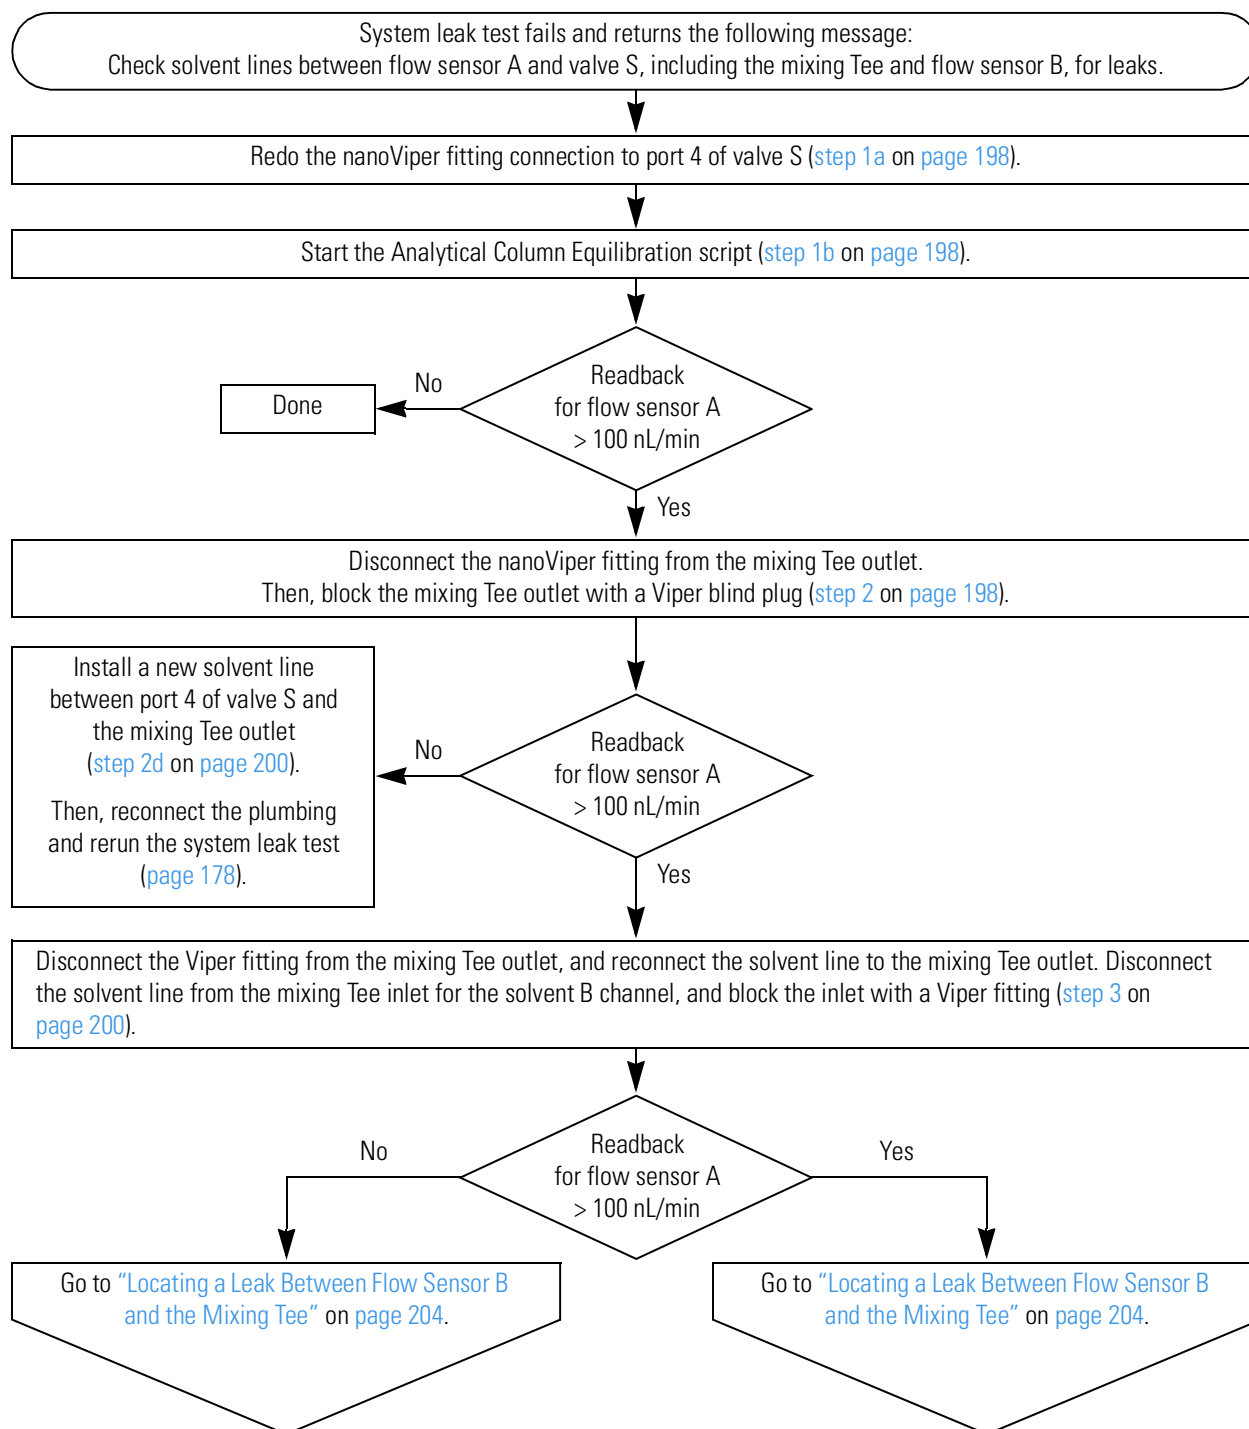 System leak test fails and returns the following message:
Check solvent lines between flow sensor A and valve S, including the mixing Tee and flow sensor B, for leaks.
Redo the nanoViper fitting connection to port 4 of valve S (step 1a on page 198).
Start the Analytical Column Equilibration script (step 1b on page 198).
Readback
for flow sensor A
> 100 nL/min
No
Done
Yes
Disconnect the nanoViper fitting from the mixing Tee outlet.
Then, block the mixing Tee outlet with a Viper blind plug (step 2 on page 198).
Readback
for flow sensor A
> 100 nL/min
No
Install a new solvent line
between port 4 of valve S and
the mixing Tee outlet
(step 2d on page 200).
Then, reconnect the plumbing
and rerun the system leak test
(page 178).
Yes
Disconnect the Viper fitting from the mixing Tee outlet, and reconnect the solvent line to the mixing Tee outlet. Disconnect
the solvent line from the mixing Tee inlet for the solvent B channel, and block the inlet with a Viper fitting (step 3 on
page 200).
Readback
for flow sensor A
> 100 nL/min
No
Yes
Go to “Locating a Leak Between Flow Sensor B
and the Mixing Tee” on page 204.
Go to “Locating a Leak Between Flow Sensor B
and the Mixing Tee” on page 204.